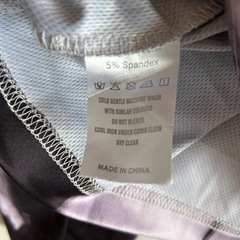 5% Spandex
COLD GENTLE MACHINE WASH
WITH SIMILAR COLOURS
DO NOT BLEACH
COOL IRON UNDER COVER CLOTH
DRY CLEAN
MADE IN CHINA